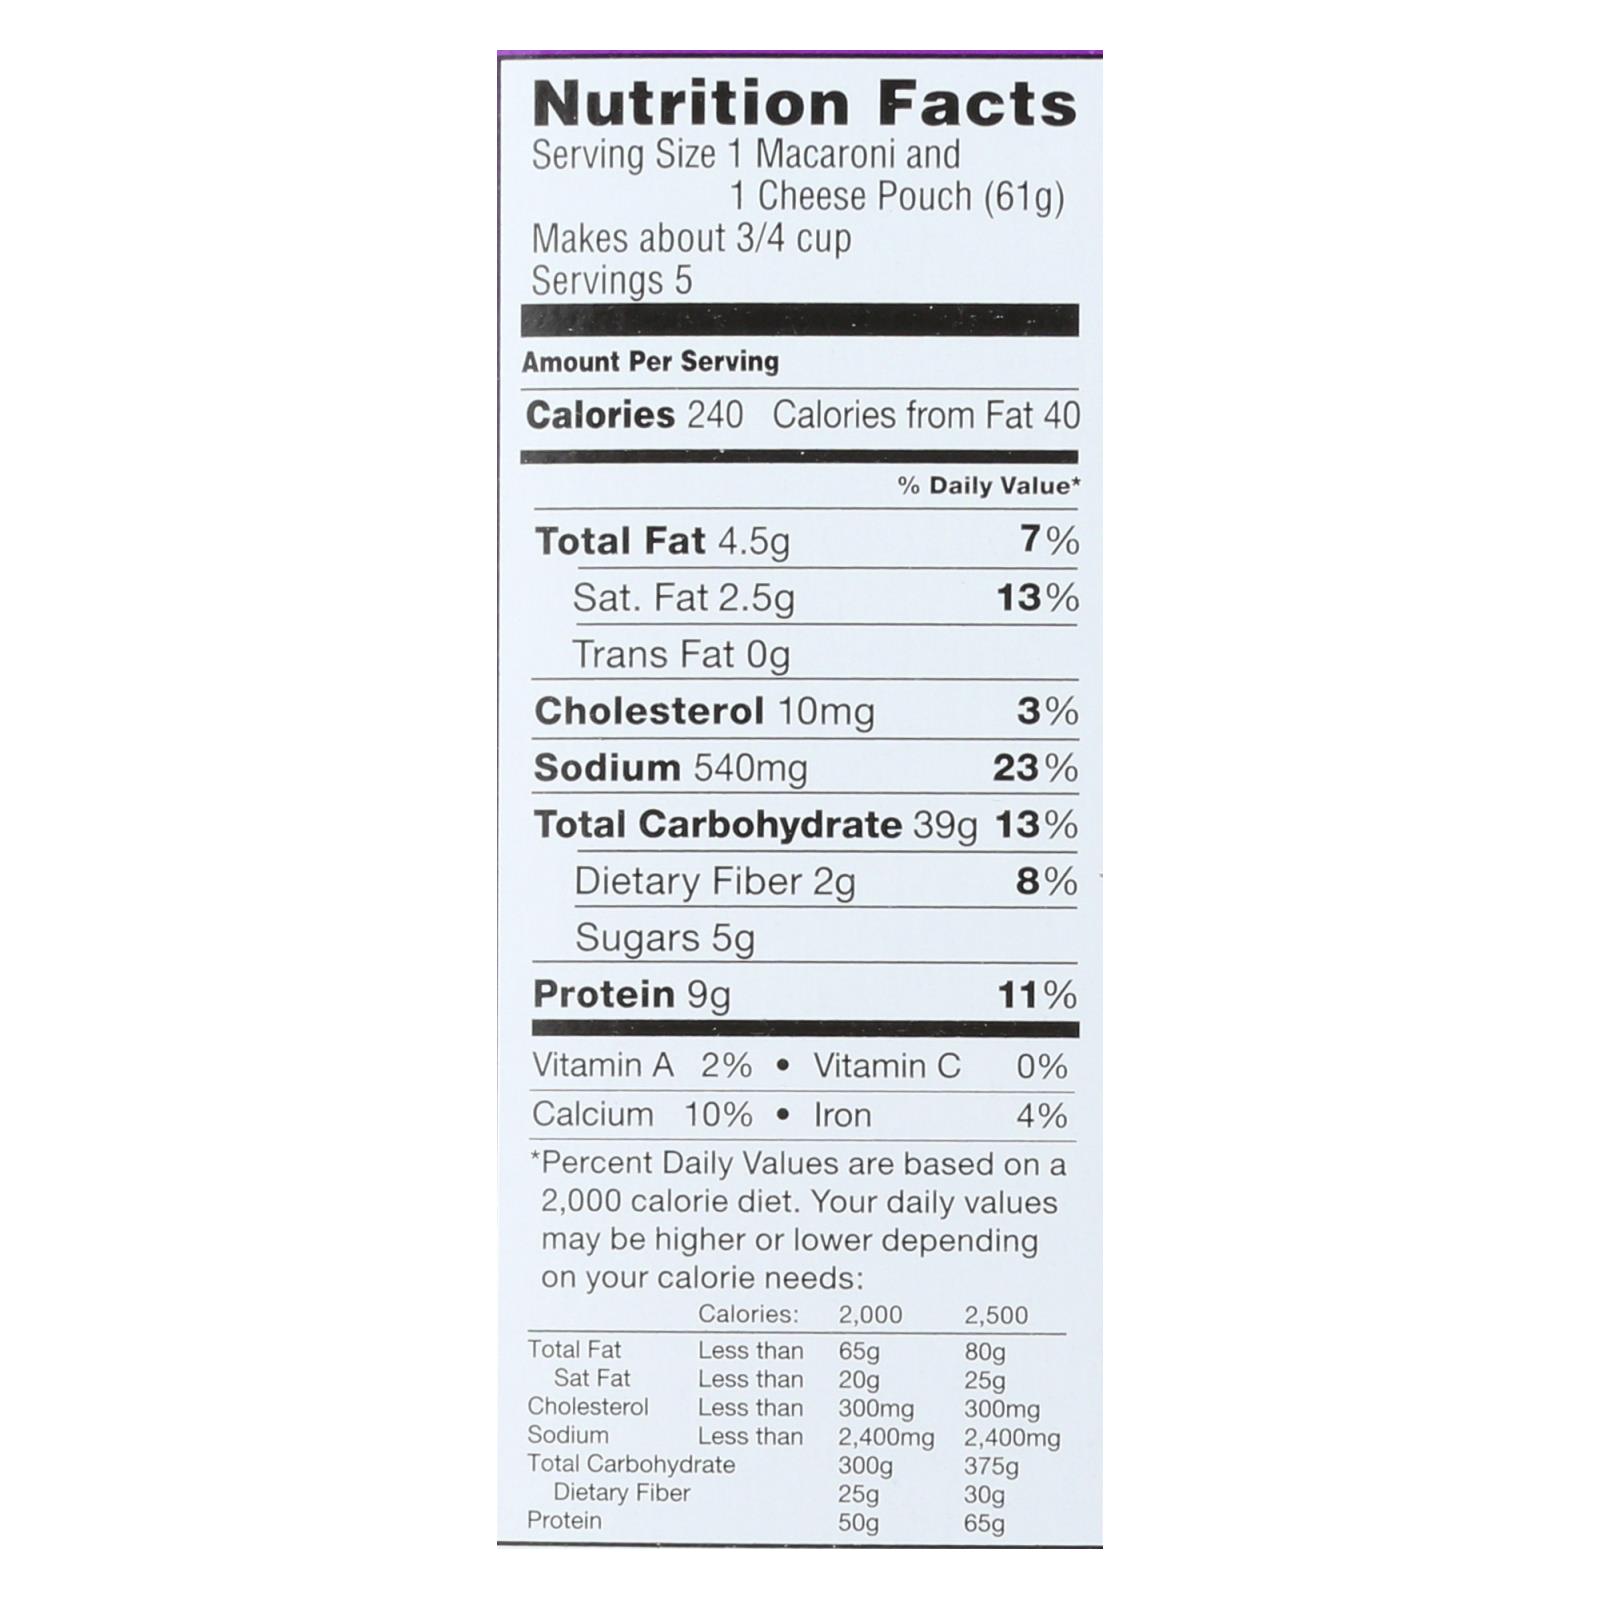 Nutrition Facts
Serving Size 1 Macaroni and
1 Cheese Pouch (61g)
Makes about 3/4 cup
Servings 5
Amount Per Serving
Calories 240 Calories from Fat 40
% Daily Value*
Total Fat 4.5g 7%
Sat. Fat 2.5g 13%
Trans Fat 0g
Cholesterol 10mg 3%
Sodium 540mg 23%
Total Carbohydrate 39g 13%
Dietary Fiber 2g 8%
Sugars 5g
Protein 9g 11%
Vitamin A 2% • Vitamin C 0%
Calcium 10% • Iron 4%
*Percent Daily Values are based on a
2,000 calorie diet. Your daily values
may be higher or lower depending
on your calorie needs:
Calories: 2,000 2,500
Total Fat Less than 65g 80g
Sat Fat Less than 20g 25g
Cholesterol Less than 300mg 300mg
Sodium Less than 2,400mg 2,400mg
Total Carbohydrate 300g 375g
Dietary Fiber 25g 30g
Protein 50g 65g